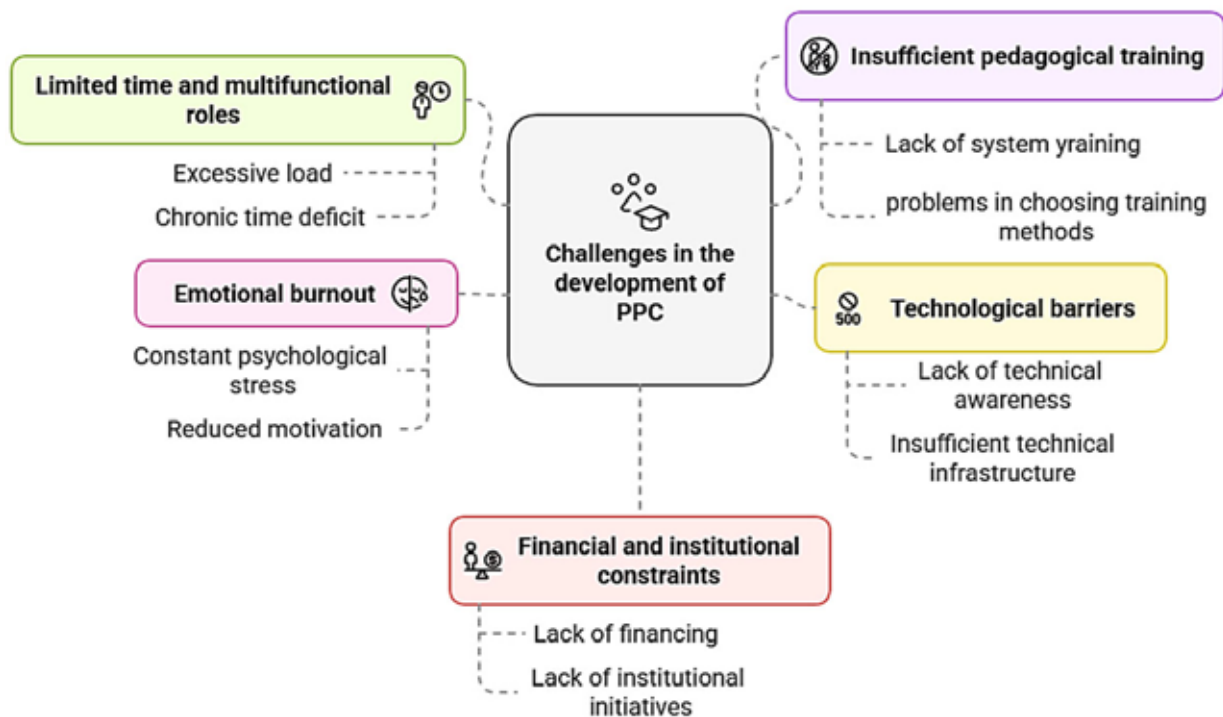 Limited time and multifunctional
roles
Excessive load
Chronic time deficit
Emotional burnout
Constant psychological
stress
Reduced motivation
Challenges in the
development of
PPC
Insufficient pedagogical training
Lack of system yraining
problems in choosing training
methods
500
Technological barriers
Lack of technical
awareness
Insufficient technical
infrastructure
$
Financial and institutional
constraints
Lack of financing
Lack of institutional
initiatives